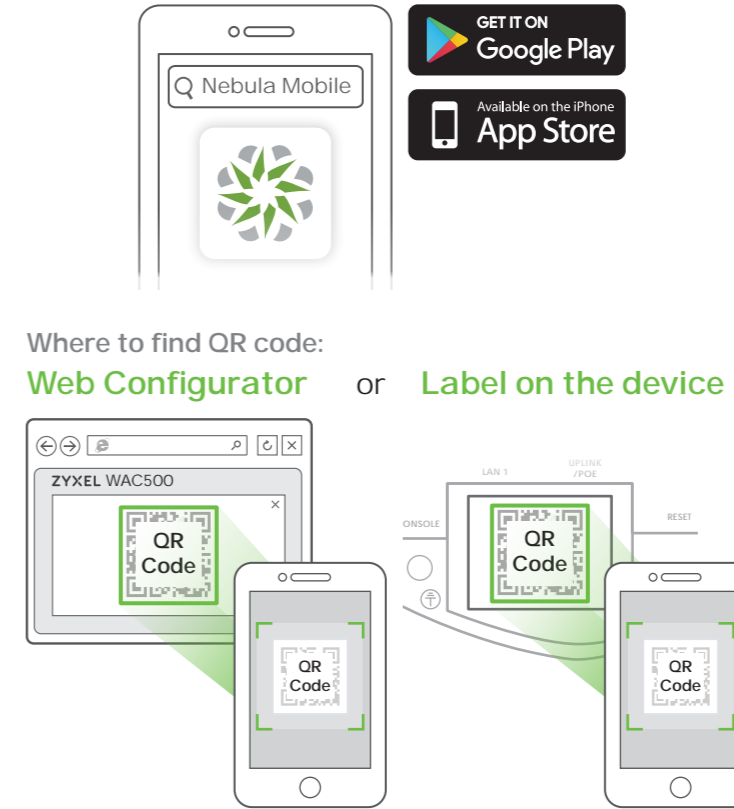 GET IT ON
Google Play
Nebula Mobile
Available on the iPhone
App Store
Where to find QR code:
Web Configurator or Label on the device
ZYXEL WAC500
QR
Code
QR
Code
LAN 1
UPLINK
/POE
ONSOLE
RESET
QR
Code
QR
Code